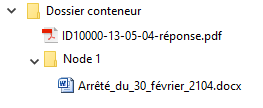 Dossier conteneur
ID10000-13-05-04-réponse.pdf
Node 1
Arrêté_du_30_février_2104.docx